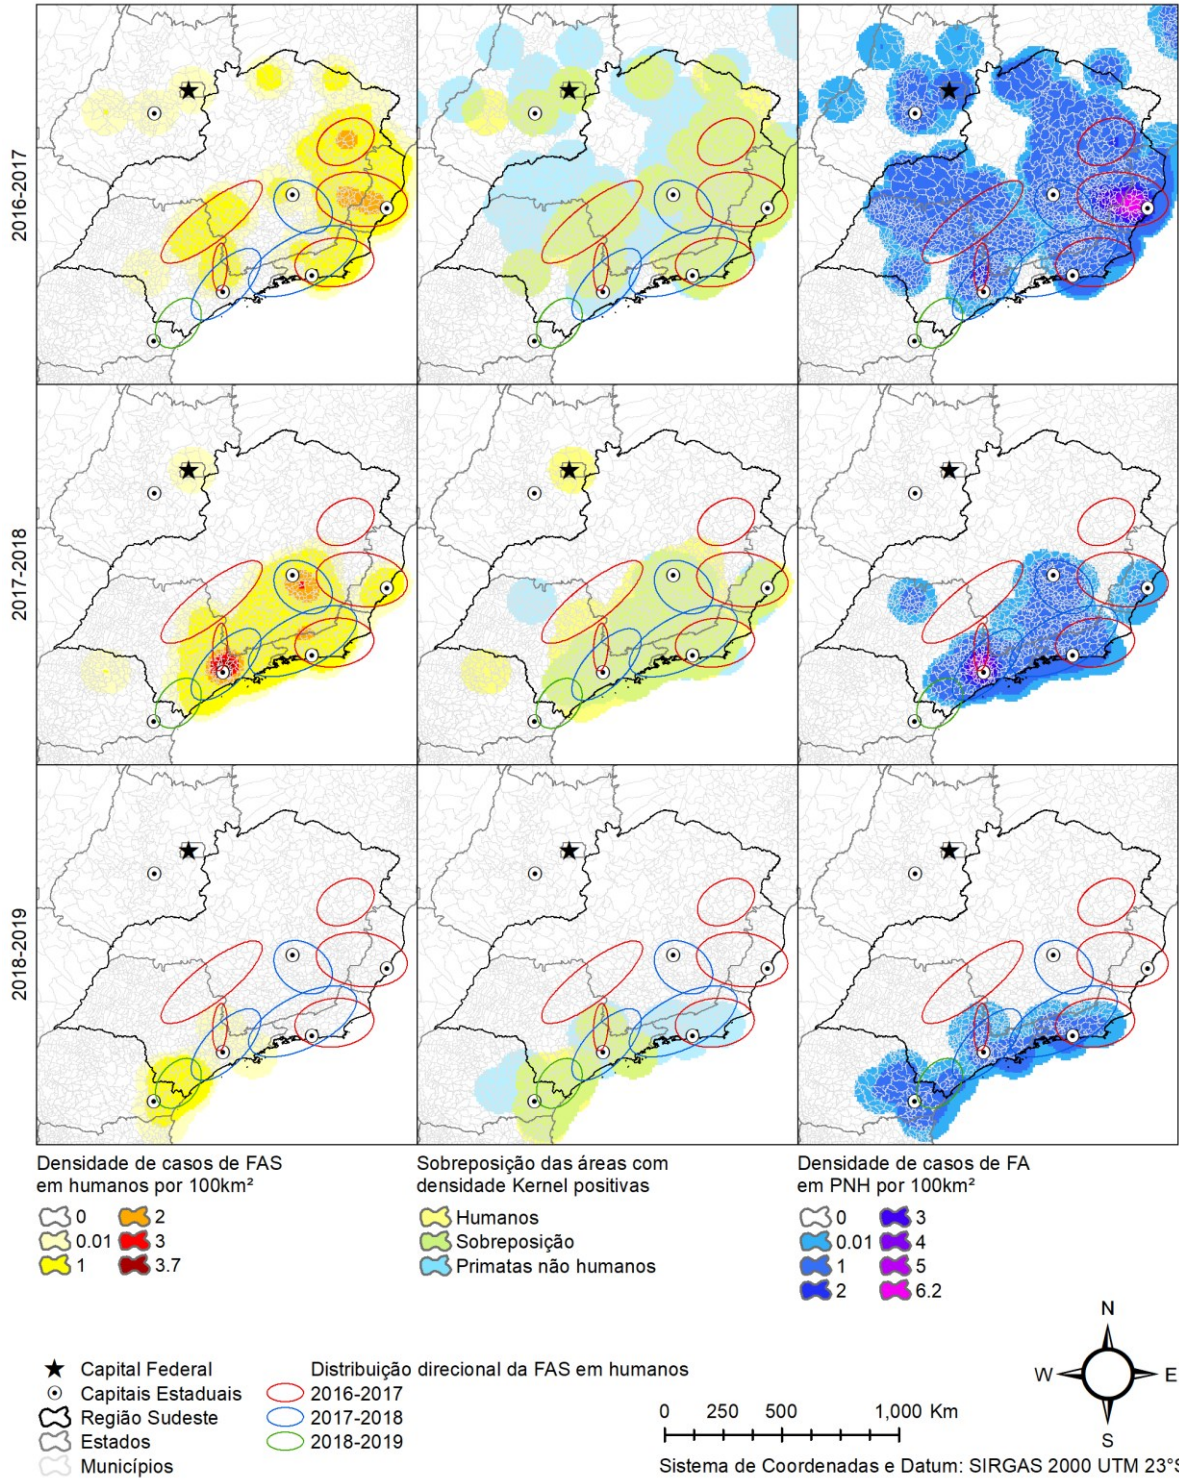 2016-2017
2017-2018
2018-2019
Densidade de casos de FAS
em humanos por 100km²
0
0.01
1
2
3
3.7
Sobreposição das áreas com
densidade Kernel positivas
Humanos
Sobreposição
Primatas não humanos
Densidade de casos de FA
em PNH por 100km²
0
0.01
1
2
3
4
5
6.2
Capital Federal
Capitais Estaduais
Região Sudeste
Estados
Municípios
Distribuição direcional da FAS em humanos
2016-2017
2017-2018
2018-2019
0 250 500 1,000 Km
N
W E
S
Sistema de Coordenadas e Datum: SIRGAS 2000 UTM 23°S